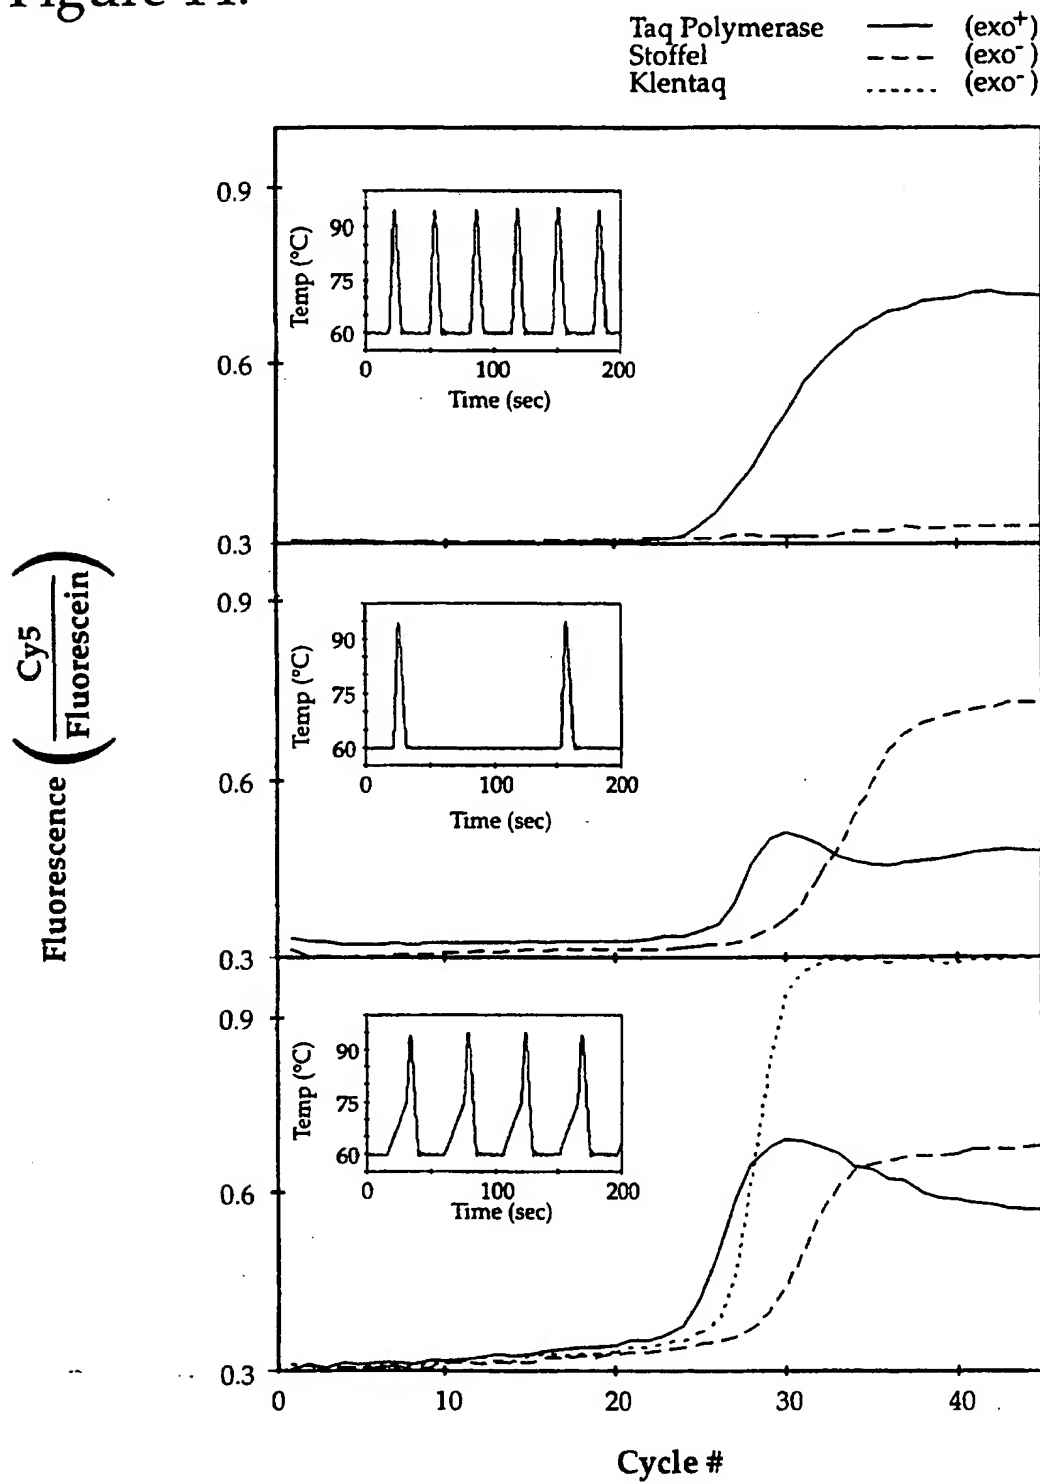 Figure 11.
Taq Polymerase (exo+)
Stoffel (exo-)
Klentaq (exo-)
Fluorescence (Cy5 / Fluorescein)
0.9
0.6
0.3
Temp (°C)
90
75
60
0 100 200
Time (sec)
0.9
0.6
0.3
Temp (°C)
90
75
60
0 100 200
Time (sec)
0.9
0.6
0.3
Temp (°C)
90
75
60
0 100 200
Time (sec)
0 10 20 30 40
Cycle #